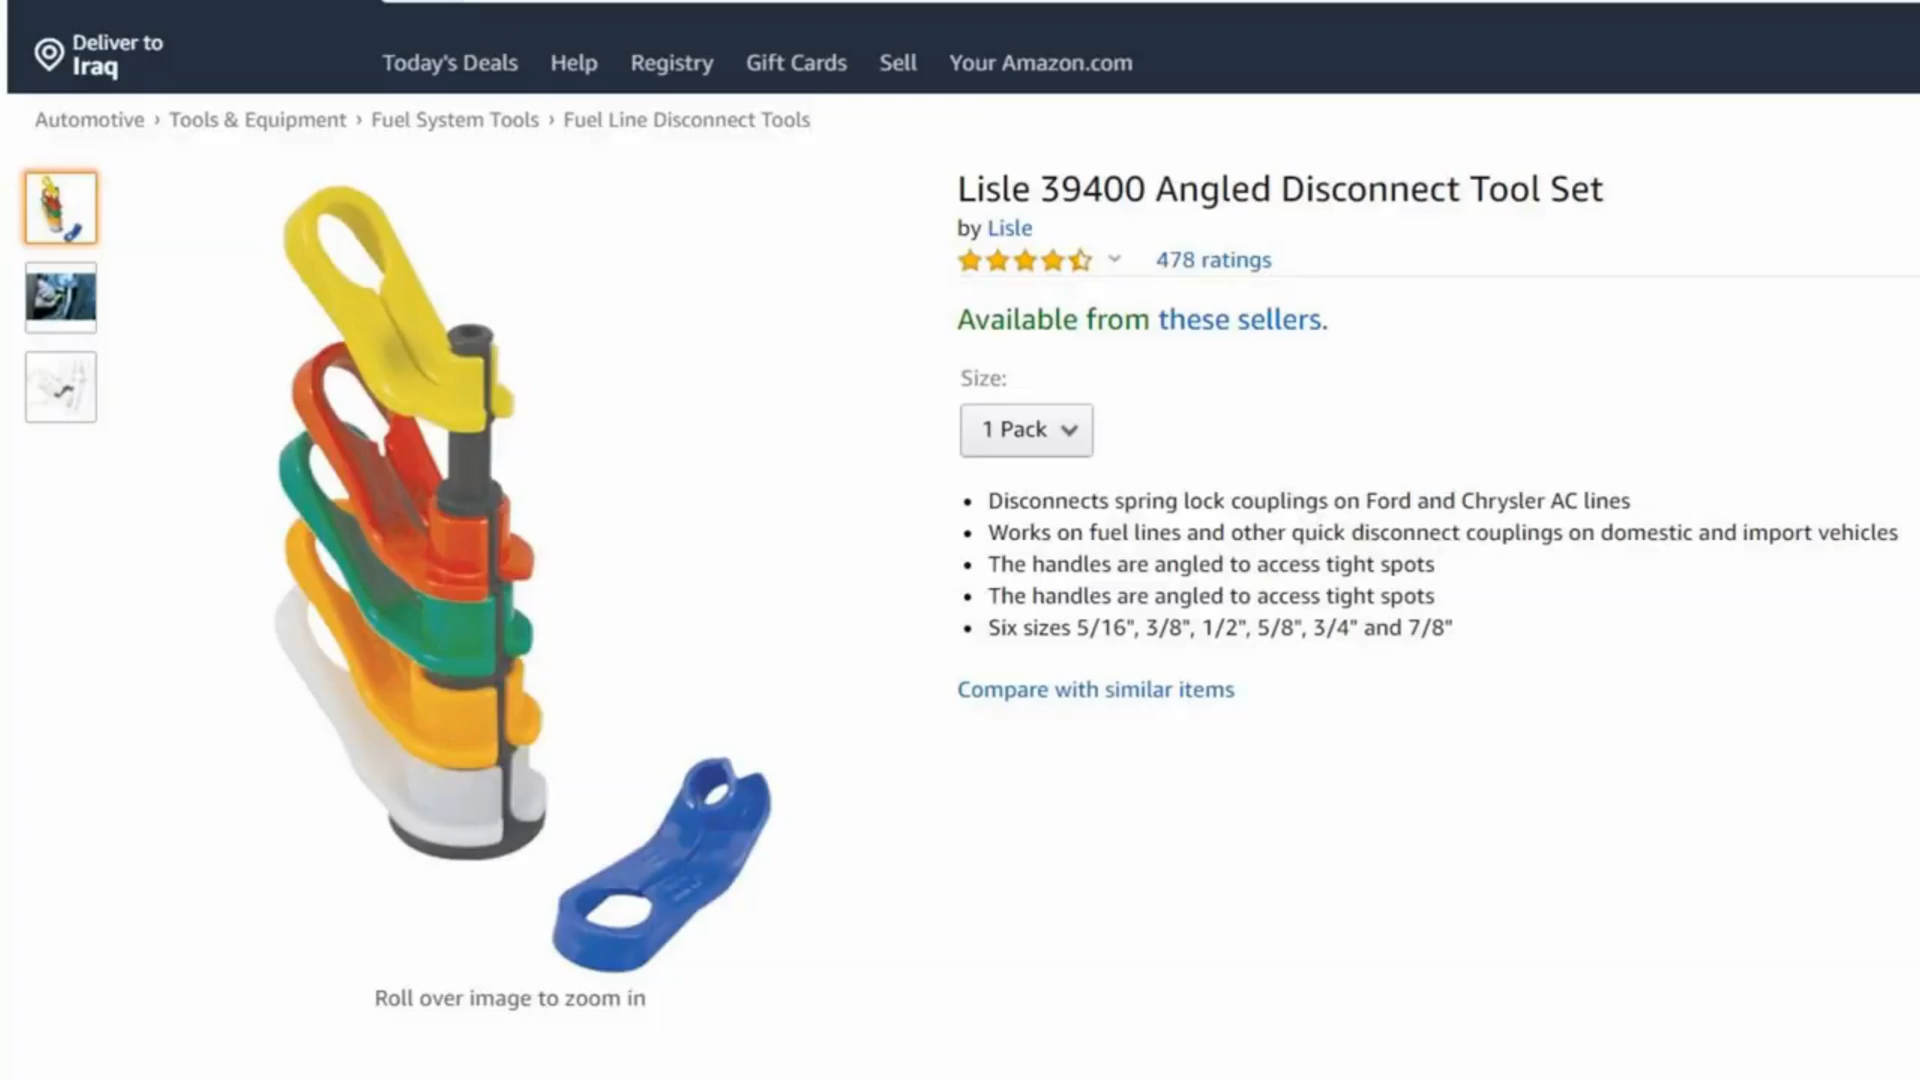 Deliver to
Iraq
Today's Deals Help Registry Gift Cards Sell Your Amazon.com
Automotive › Tools & Equipment › Fuel System Tools › Fuel Line Disconnect Tools
Lisle 39400 Angled Disconnect Tool Set
by Lisle
478 ratings
Available from these sellers.
Size:
1 Pack
• Disconnects spring lock couplings on Ford and Chrysler AC lines
• Works on fuel lines and other quick disconnect couplings on domestic and import vehicles
• The handles are angled to access tight spots
• The handles are angled to access tight spots
• Six sizes 5/16", 3/8", 1/2", 5/8", 3/4" and 7/8"
Compare with similar items
Roll over image to zoom in